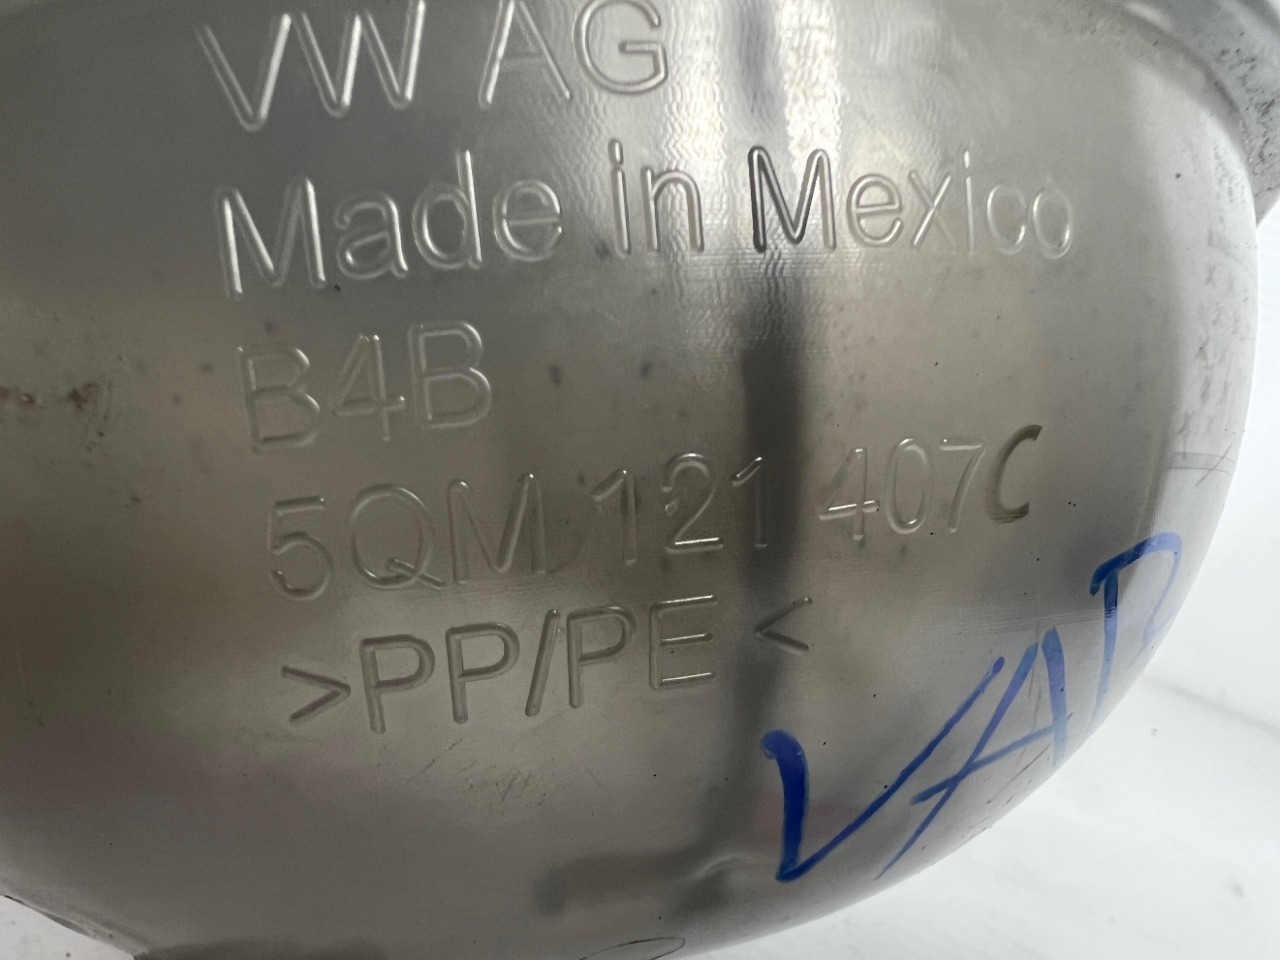 VW AG
Made in Mexico
B4B
5QM 121 407C
>PP/PE<